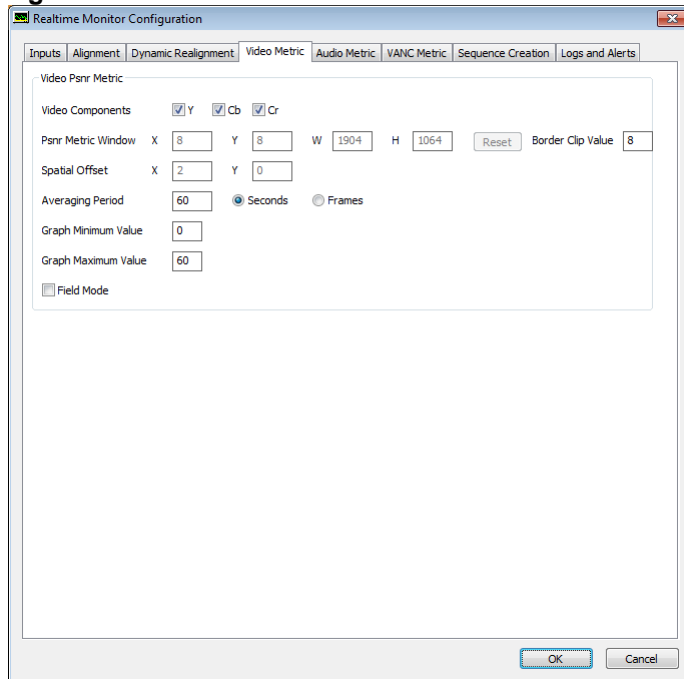 Realtime Monitor Configuration
Inputs Alignment Dynamic Realignment Video Metric Audio Metric VANC Metric Sequence Creation Logs and Alerts
Video Psnr Metric
Video Components Y Cb Cr
Psnr Metric Window X 8 Y 8 W 1904 H 1064 Reset Border Clip Value 8
Spatial Offset X 2 Y 0
Averaging Period 60 Seconds Frames
Graph Minimum Value 0
Graph Maximum Value 60
Field Mode
OK Cancel